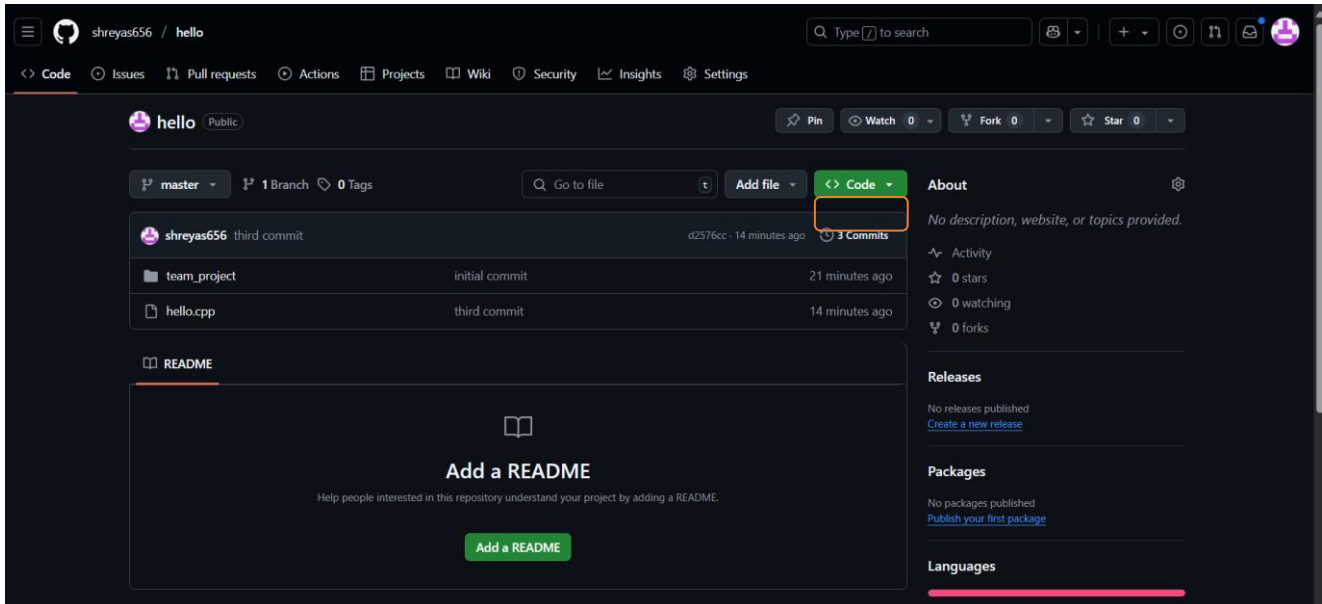 shreyas656 / hello
Type / to search
Code Issues Pull requests Actions Projects Wiki Security Insights Settings
hello Public
Pin Watch 0 Fork 0 Star 0
master 1 Branch 0 Tags
Go to file t
Add file
Code
shreyas656 third commit d2576cc · 14 minutes ago 3 Commits
team_project initial commit 21 minutes ago
hello.cpp third commit 14 minutes ago
README
Add a README
Help people interested in this repository understand your project by adding a README.
Add a README
About
No description, website, or topics provided.
Activity
0 stars
0 watching
0 forks
Releases
No releases published
Create a new release
Packages
No packages published
Publish your first package
Languages